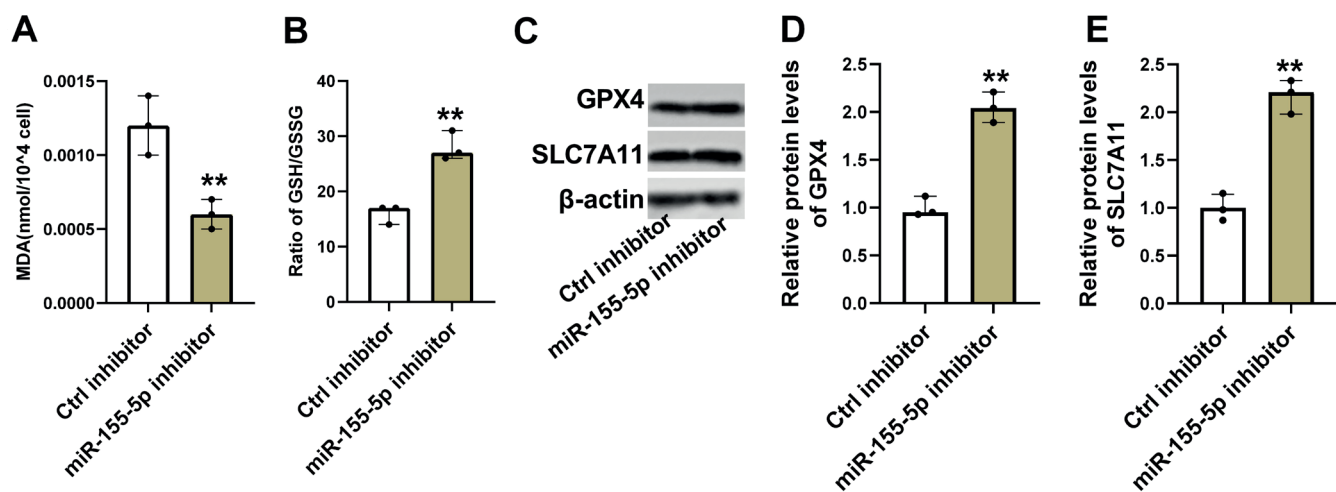 A
MDA(nmol/10^4 cell)
0.0015
0.0010
0.0005
0.0000
**
Ctrl inhibitor
miR-155-5p inhibitor
B
Ratio of GSH/GSSG
40
30
20
10
0
**
Ctrl inhibitor
miR-155-5p inhibitor
C
GPX4
SLC7A11
β-actin
Ctrl inhibitor
miR-155-5p inhibitor
D
Relative protein levels
of GPX4
2.5
2.0
1.5
1.0
0.5
0.0
**
Ctrl inhibitor
miR-155-5p inhibitor
E
Relative protein levels
of SLC7A11
2.5
2.0
1.5
1.0
0.5
0.0
**
Ctrl inhibitor
miR-155-5p inhibitor